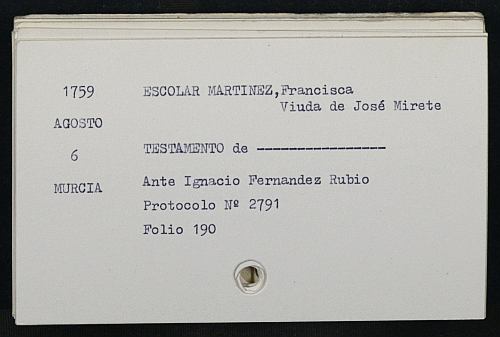 1759 ESCOLAR MARTINEZ,Francisca
Viuda de José Mirete
AGOSTO
6 TESTAMENTO de ----------------
MURCIA Ante Ignacio Fernandez Rubio
Protocolo Nº 2791
Folio 190